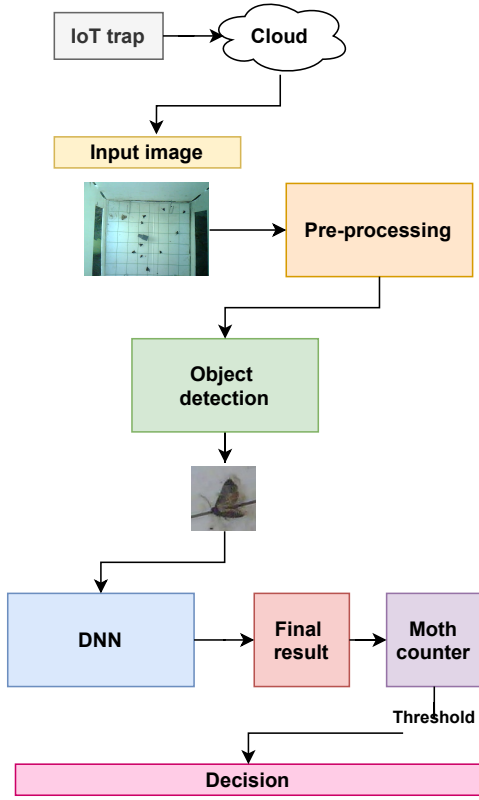 IoT trap
Cloud
Input image
Pre-processing
Object
detection
DNN
Final
result
Moth
counter
Threshold
Decision